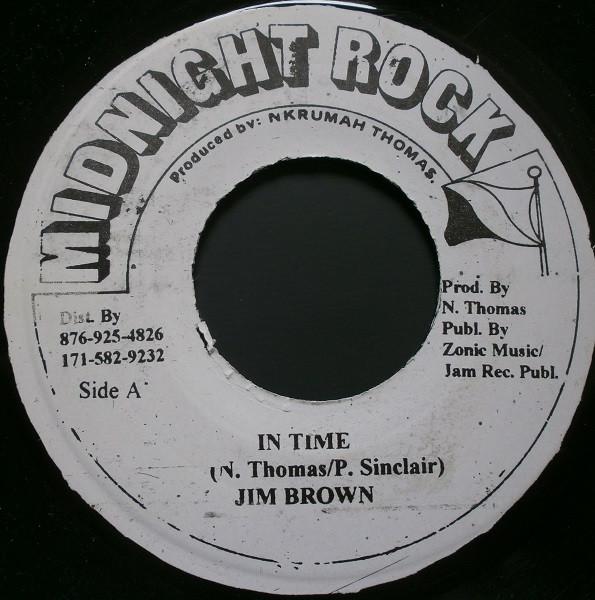 MIDNIGHT ROCK
Produced by: NKRUMAH THOMAS.
Dist. By
876-925-4826
171-582-9232
Side A
Prod. By
N. Thomas
Publ. By
Zonic Music/
Jam Rec. Publ.
IN TIME
(N. Thomas/P. Sinclair)
JIM BROWN